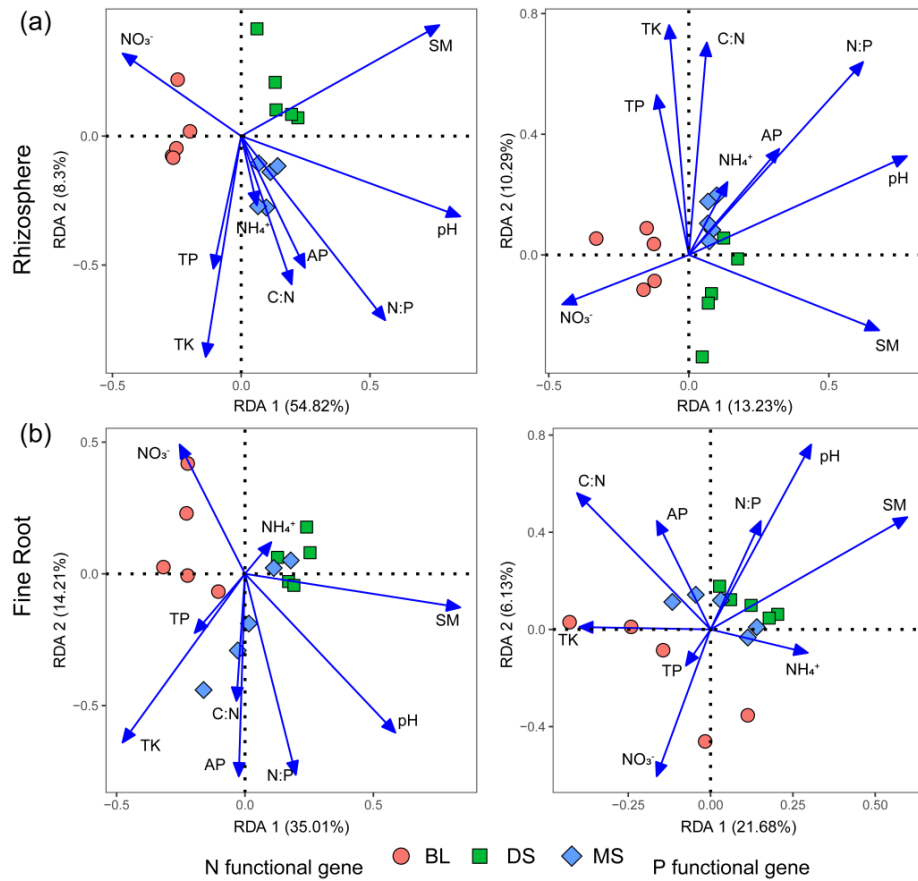 (a)
Rhizosphere
RDA 2 (8.3%)
0.0
−0.5
NO₃⁻
SM
pH
NH₄⁺
AP
TP
C:N
N:P
TK
−0.5
0.0
0.5
RDA 1 (54.82%)
RDA 2 (10.29%)
0.8
0.4
0.0
TK
C:N
N:P
TP
AP
NH₄⁺
pH
NO₃⁻
SM
−0.5
0.0
0.5
RDA 1 (13.23%)
(b)
Fine Root
RDA 2 (14.21%)
0.5
0.0
−0.5
NO₃⁻
NH₄⁺
SM
TP
C:N
pH
TK
AP
N:P
−0.5
0.0
0.5
RDA 1 (35.01%)
RDA 2 (6.13%)
0.8
0.4
0.0
−0.4
pH
C:N
AP
N:P
SM
TK
TP
NH₄⁺
NO₃⁻
−0.25
0.00
0.25
0.50
RDA 1 (21.68%)
N functional gene
BL
DS
MS
P functional gene